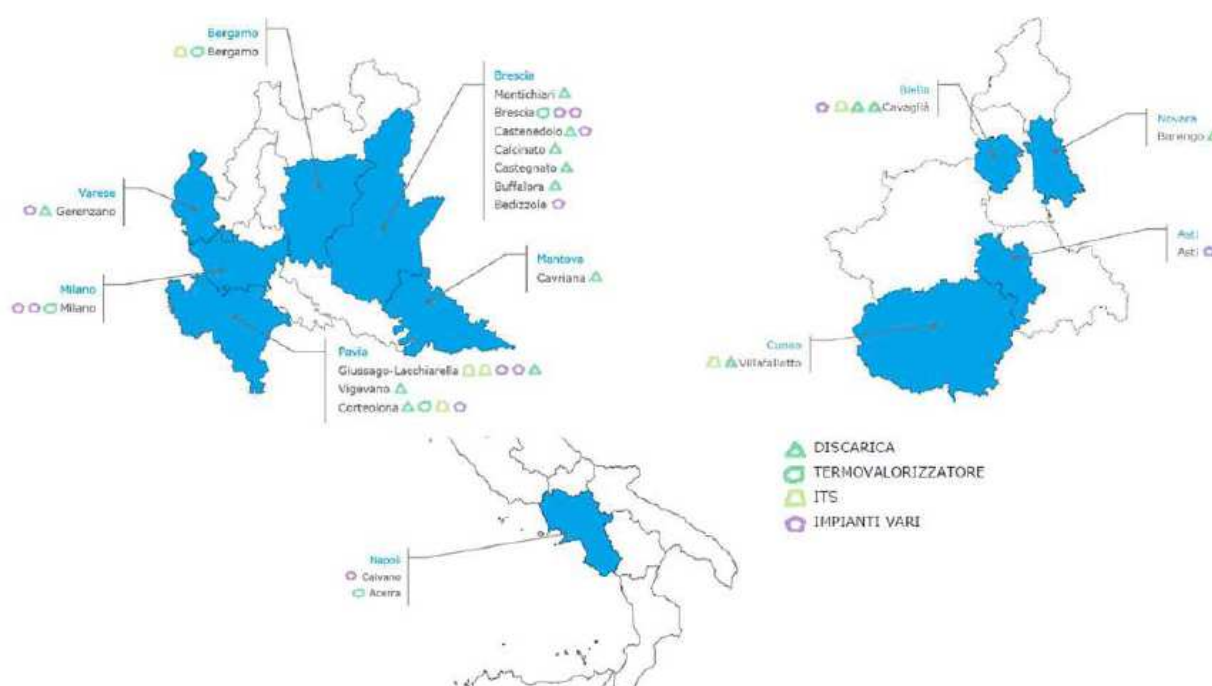 Bergamo
Bergamo
Brescia
Montichiari
Brescia
Castenedolo
Calcinato
Castegnato
Buffalora
Bedizzole
Varese
Gerenzano
Mantova
Cavriana
Milano
Milano
Pavia
Giussago-Lacchiarella
Vigevano
Corteolona
Biella
Cavaglià
Novara
Barengo
Asti
Asti
Cuneo
Villafalletto
DISCARICA
TERMOVALORIZZATORE
ITS
IMPIANTI VARI
Napoli
Caivano
Acerra